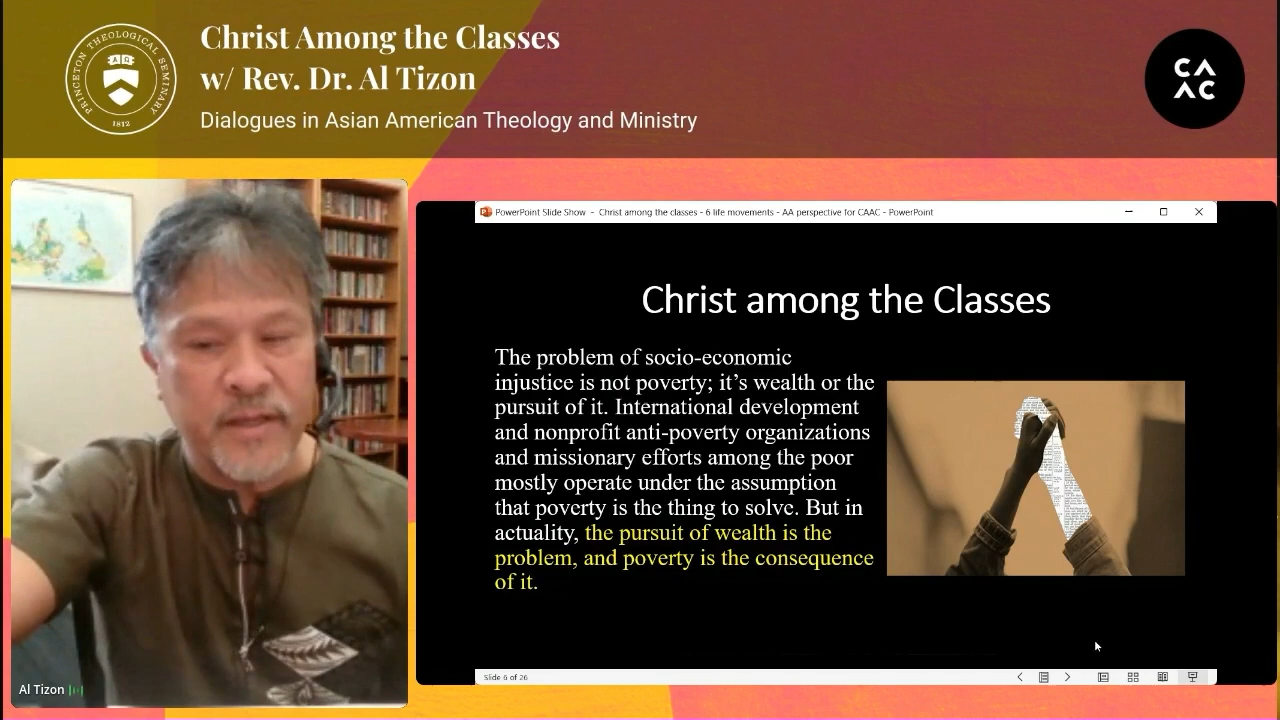 PRINCETON THEOLOGICAL SEMINARY
1812
Christ Among the Classes
w/ Rev. Dr. Al Tizon
Dialogues in Asian American Theology and Ministry
CA
AC
PowerPoint Slide Show - Christ among the classes - 6 life movements - AA perspective for CAAC - PowerPoint
Christ among the Classes
The problem of socio-economic
injustice is not poverty; it’s wealth or the
pursuit of it. International development
and nonprofit anti-poverty organizations
and missionary efforts among the poor
mostly operate under the assumption
that poverty is the thing to solve. But in
actuality, the pursuit of wealth is the
problem, and poverty is the consequence
of it.
Al Tizon
Slide 6 of 26